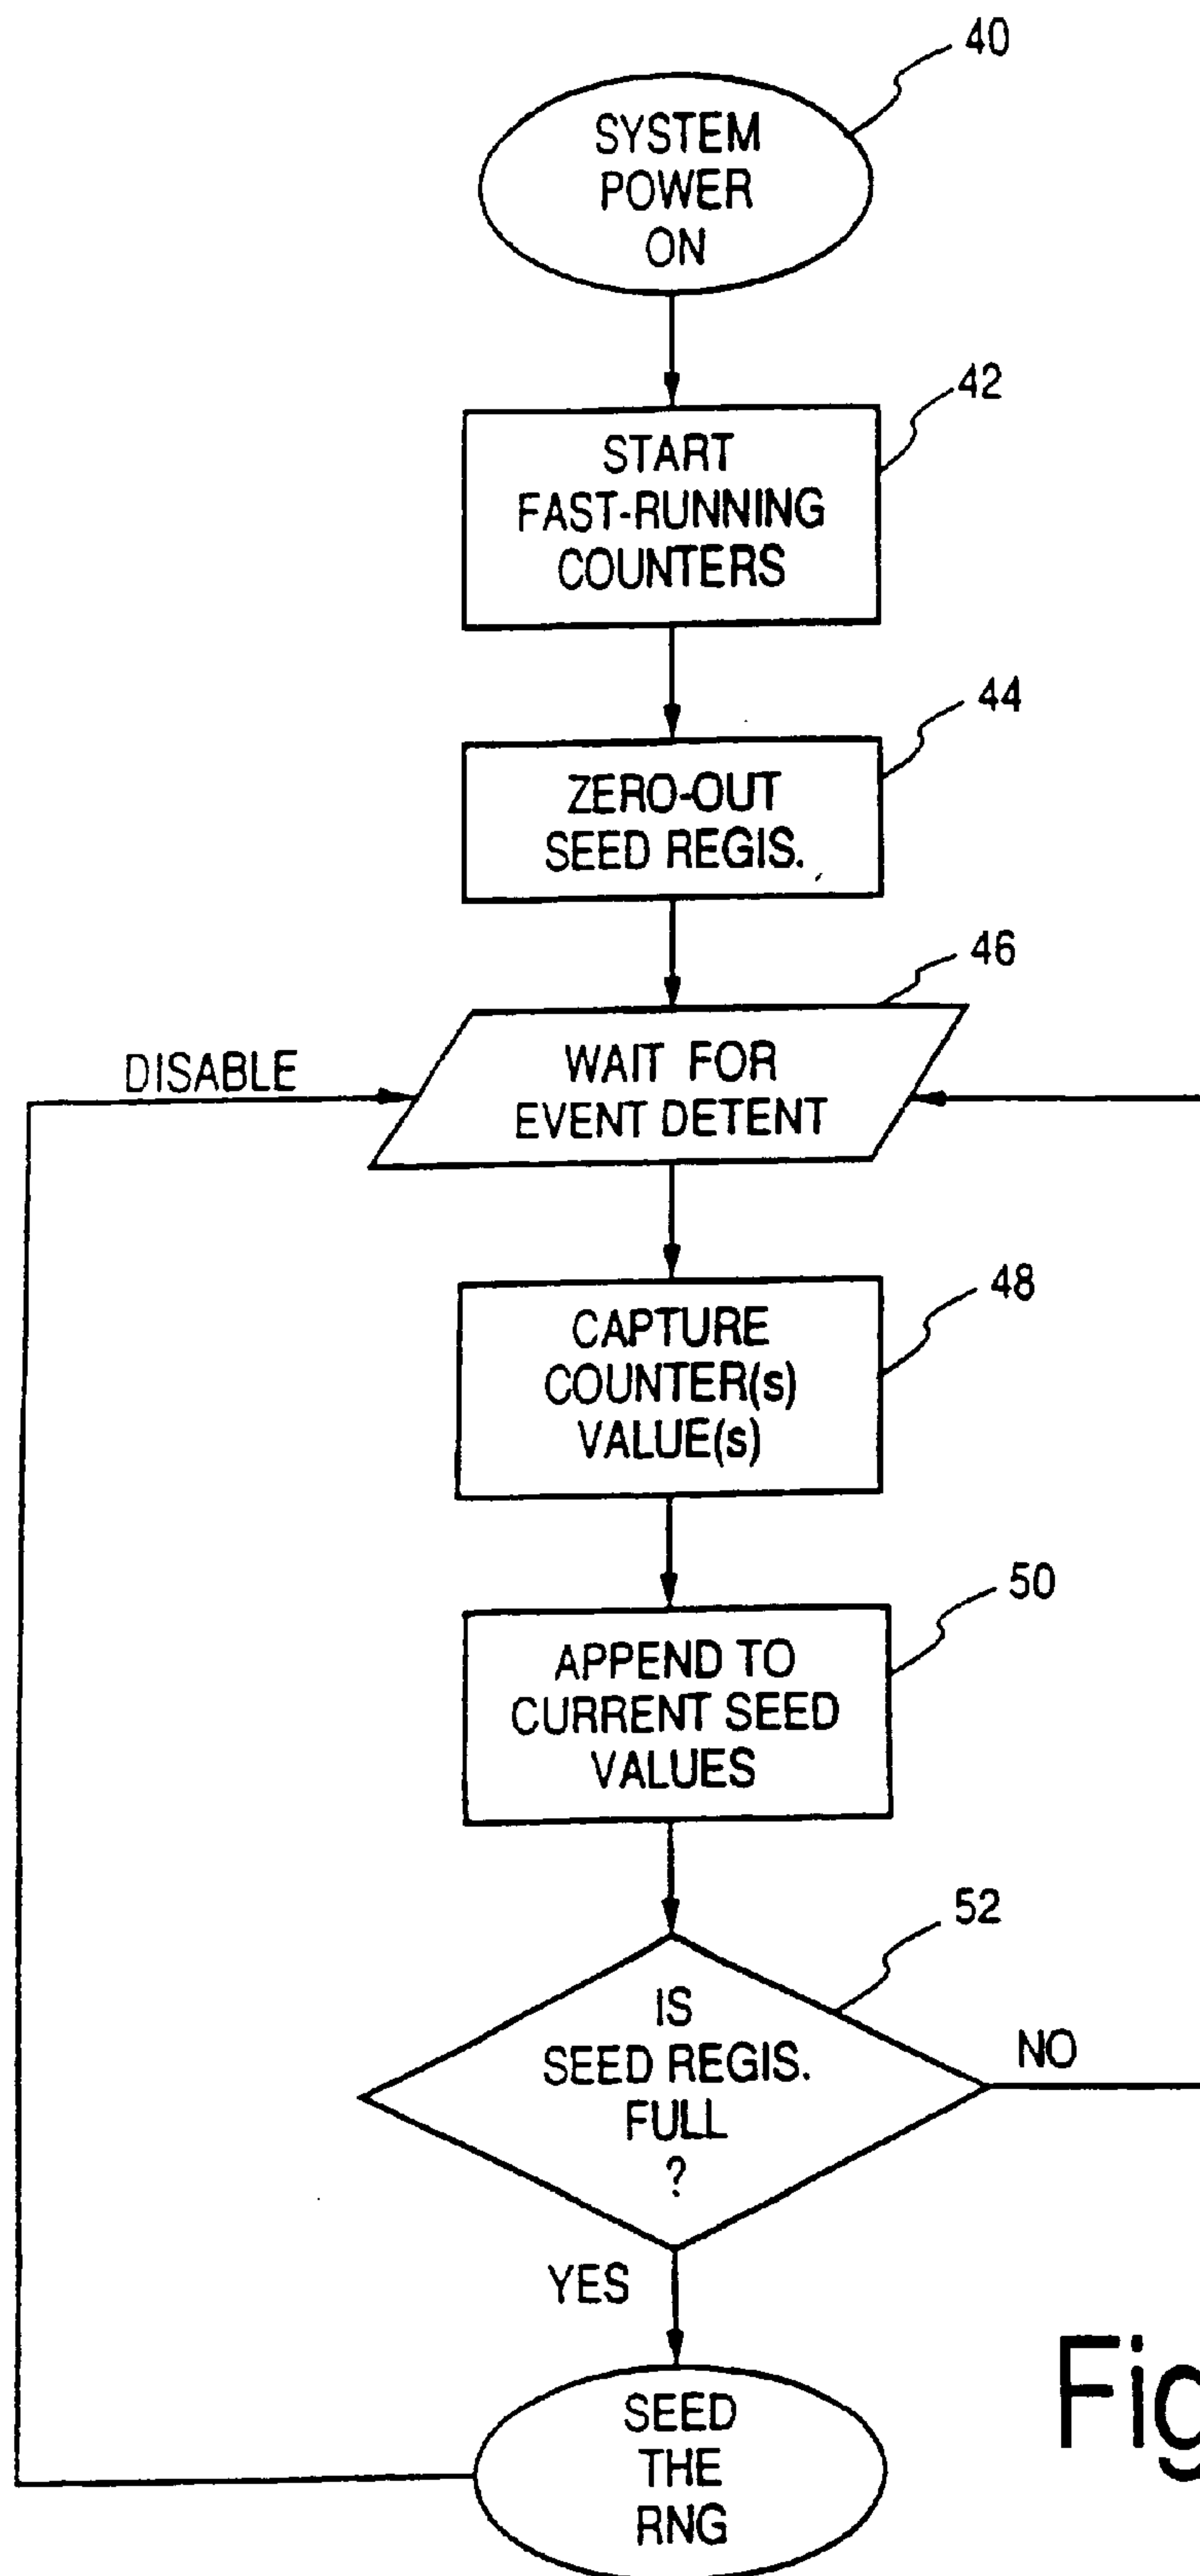 40
SYSTEM
POWER
ON
42
START
FAST-RUNNING
COUNTERS
44
ZERO-OUT
SEED REGIS.
46
DISABLE
WAIT FOR
EVENT DETENT
48
CAPTURE
COUNTER(s)
VALUE(s)
50
APPEND TO
CURRENT SEED
VALUES
52
IS
SEED REGIS.
FULL
?
NO
YES
SEED
THE
RNG
Fig